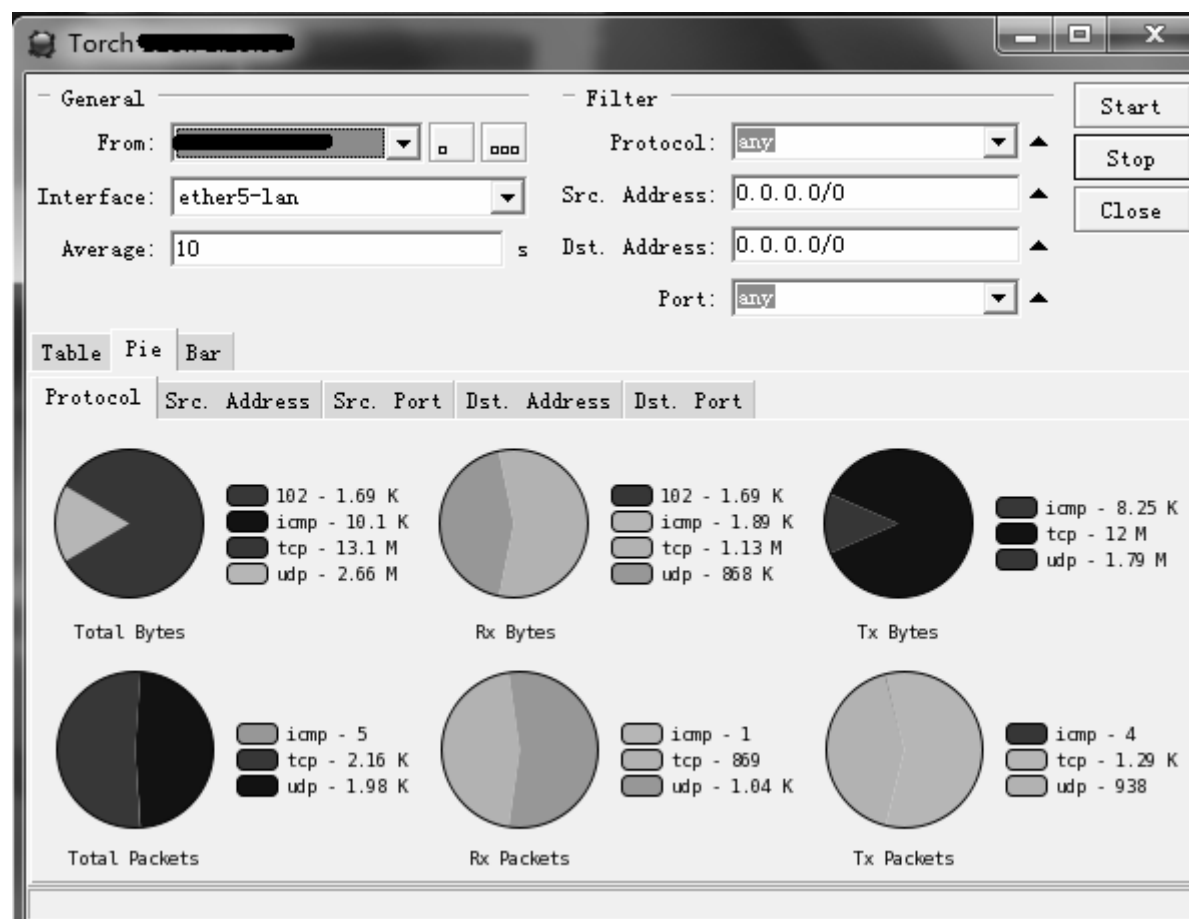 Torch
General
From:
Interface: ether5-lan
Average: 10 s
Filter
Protocol: any
Src. Address: 0.0.0.0/0
Dst. Address: 0.0.0.0/0
Port: any
Start
Stop
Close
Table Pie Bar
Protocol Src. Address Src. Port Dst. Address Dst. Port
102 - 1.69 K
icmp - 10.1 K
tcp - 13.1 M
udp - 2.66 M
Total Bytes
102 - 1.69 K
icmp - 1.89 K
tcp - 1.13 M
udp - 868 K
Rx Bytes
icmp - 8.25 K
tcp - 12 M
udp - 1.79 M
Tx Bytes
icmp - 5
tcp - 2.16 K
udp - 1.98 K
Total Packets
icmp - 1
tcp - 869
udp - 1.04 K
Rx Packets
icmp - 4
tcp - 1.29 K
udp - 938
Tx Packets